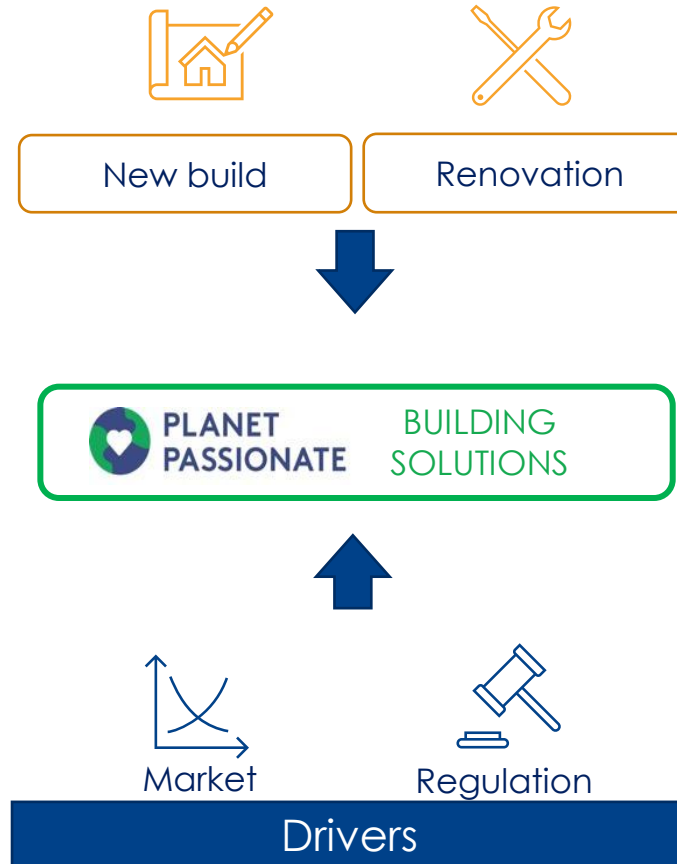 New build
Renovation
PLANET
PASSIONATE
BUILDING
SOLUTIONS
Market
Regulation
Drivers